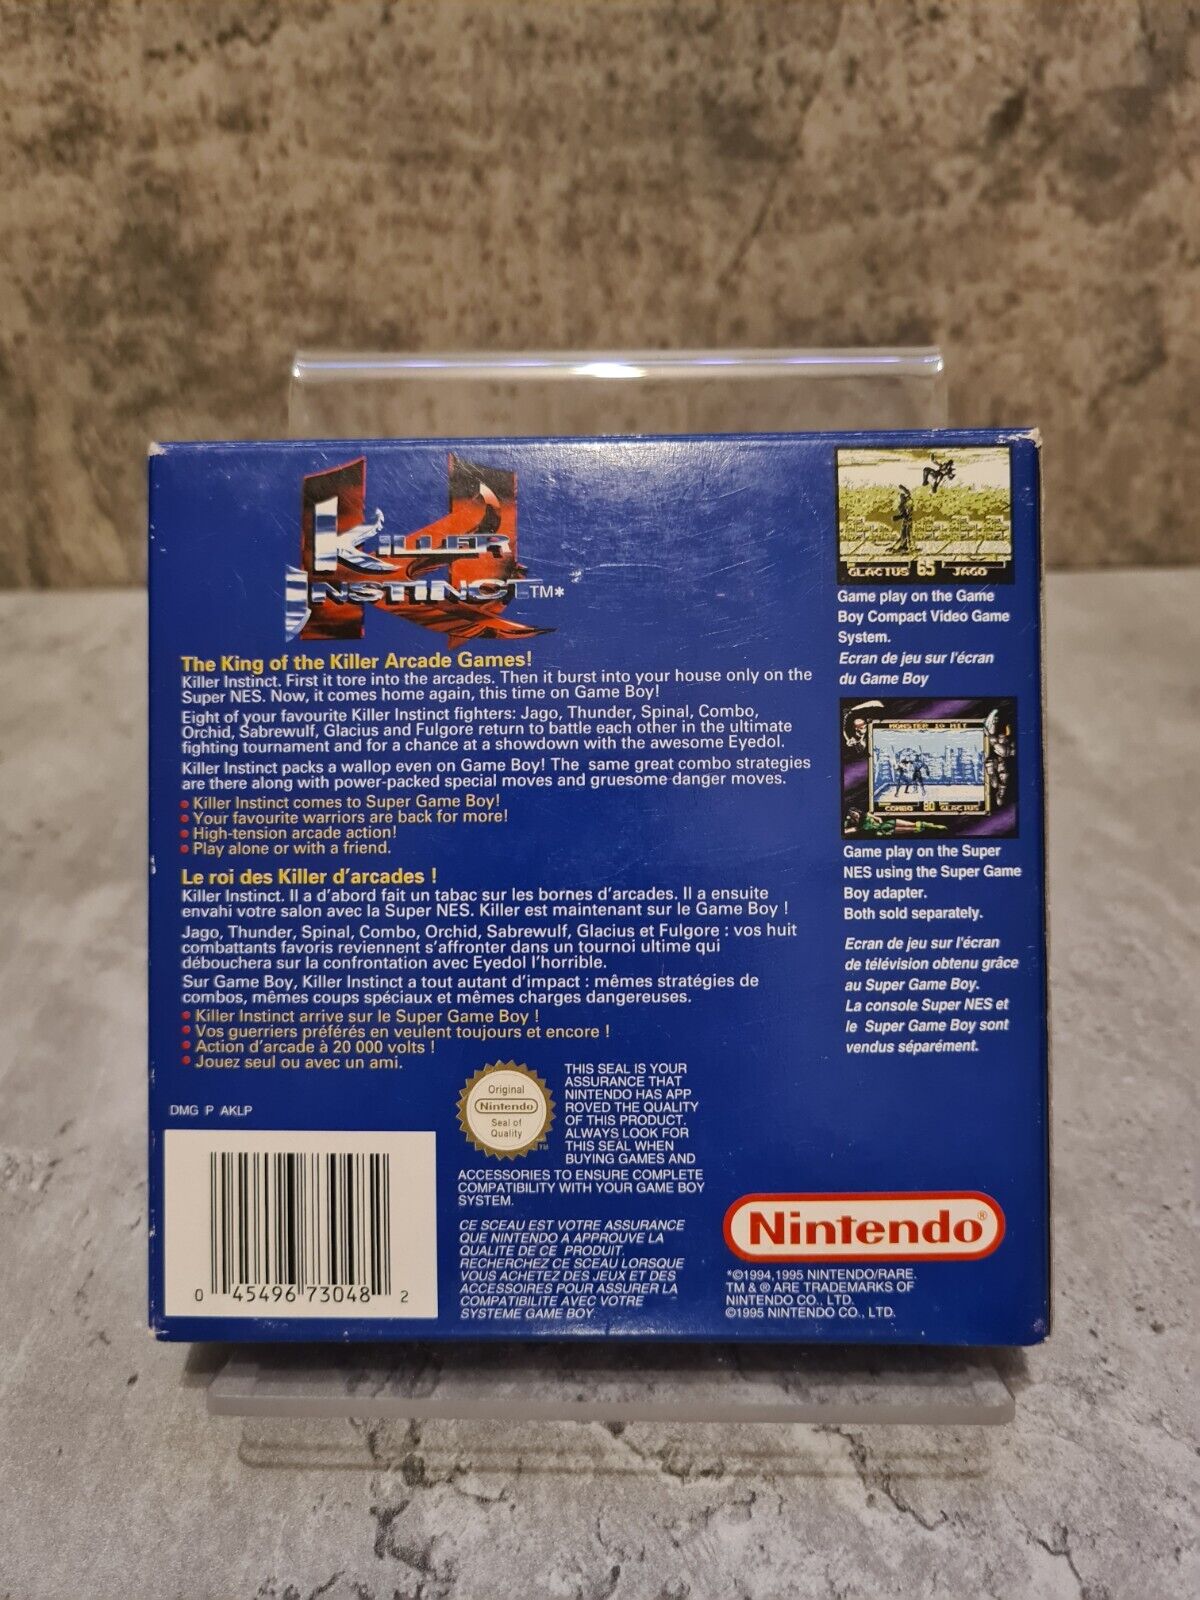 KILLER
INSTINCT TM*
The King of the Killer Arcade Games!
Killer Instinct. First it tore into the arcades. Then it burst into your house only on the
Super NES. Now, it comes home again, this time on Game Boy!
Eight of your favourite Killer Instinct fighters: Jago, Thunder, Spinal, Combo,
Orchid, Sabrewulf, Glacius and Fulgore return to battle each other in the ultimate
fighting tournament and for a chance at a showdown with the awesome Eyedol.
Killer Instinct packs a wallop even on Game Boy! The same great combo strategies
are there along with power-packed special moves and gruesome danger moves.
• Killer Instinct comes to Super Game Boy!
• Your favourite warriors are back for more!
• High-tension arcade action!
• Play alone or with a friend.
Le roi des Killer d'arcades !
Killer Instinct. Il a d'abord fait un tabac sur les bornes d'arcades. Il a ensuite
envahi votre salon avec la Super NES. Killer est maintenant sur le Game Boy !
Jago, Thunder, Spinal, Combo, Orchid, Sabrewulf, Glacius et Fulgore : vos huit
combattants favoris reviennent s'affronter dans un tournoi ultime qui
débouchera sur la confrontation avec Eyedol l'horrible.
Sur Game Boy, Killer Instinct a tout autant d'impact : mêmes stratégies de
combos, mêmes coups spéciaux et mêmes charges dangereuses.
• Killer Instinct arrive sur le Super Game Boy !
• Vos guerriers préférés en veulent toujours et encore !
• Action d'arcade à 20 000 volts !
• Jouez seul ou avec un ami.
GLACIUS 65 JAGO
Game play on the Game
Boy Compact Video Game
System.
Ecran de jeu sur l'écran
du Game Boy
MONSTER 16 HIT
COMBO 80 GLACIUS
Game play on the Super
NES using the Super Game
Boy adapter.
Both sold separately.
Ecran de jeu sur l'écran
de télévision obtenu grâce
au Super Game Boy.
La console Super NES et
le Super Game Boy sont
vendus séparément.
DMG P AKLP
0 45496 73048 2
Original
Nintendo
Seal of
Quality
TM
THIS SEAL IS YOUR
ASSURANCE THAT
NINTENDO HAS APP
ROVED THE QUALITY
OF THIS PRODUCT.
ALWAYS LOOK FOR
THIS SEAL WHEN
BUYING GAMES AND
ACCESSORIES TO ENSURE COMPLETE
COMPATIBILITY WITH YOUR GAME BOY
SYSTEM.
CE SCEAU EST VOTRE ASSURANCE
QUE NINTENDO A APPROUVE LA
QUALITE DE CE PRODUIT.
RECHERCHEZ CE SCEAU LORSQUE
VOUS ACHETEZ DES JEUX ET DES
ACCESSOIRES POUR ASSURER LA
COMPATIBILITE AVEC VOTRE
SYSTEME GAME BOY
Nintendo®
*©1994,1995 NINTENDO/RARE.
TM & ® ARE TRADEMARKS OF
NINTENDO CO., LTD.
©1995 NINTENDO CO., LTD.